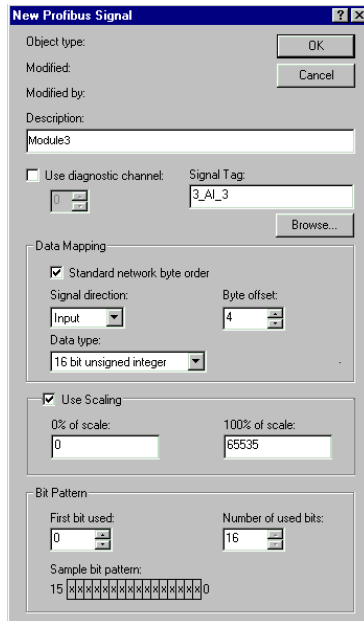 New Profibus Signal
Object type:
OK
Modified:
Cancel
Modified by:
Description:
Module3
Use diagnostic channel:
Signal Tag:
0
3_AI_3
Browse...
Data Mapping
Standard network byte order
Signal direction:
Byte offset:
Input
4
Data type:
16 bit unsigned integer
Use Scaling
0% of scale:
100% of scale:
0
65535
Bit Pattern
First bit used:
Number of used bits:
0
16
Sample bit pattern:
15 xxxxxxxxxxxxxxxx 0